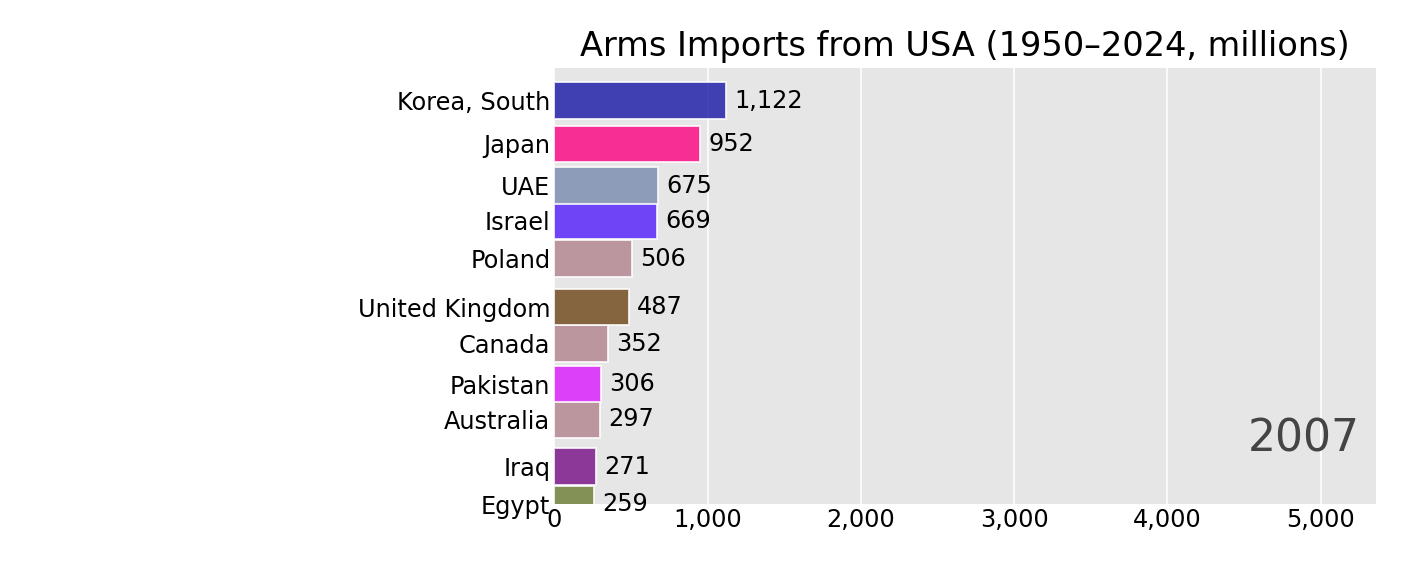 Arms Imports from USA (1950–2024, millions)
Korea, South 1,122
Japan 952
UAE 675
Israel 669
Poland 506
United Kingdom 487
Canada 352
Pakistan 306
Australia 297
2007
Iraq 271
Egypt 259
0 1,000 2,000 3,000 4,000 5,000